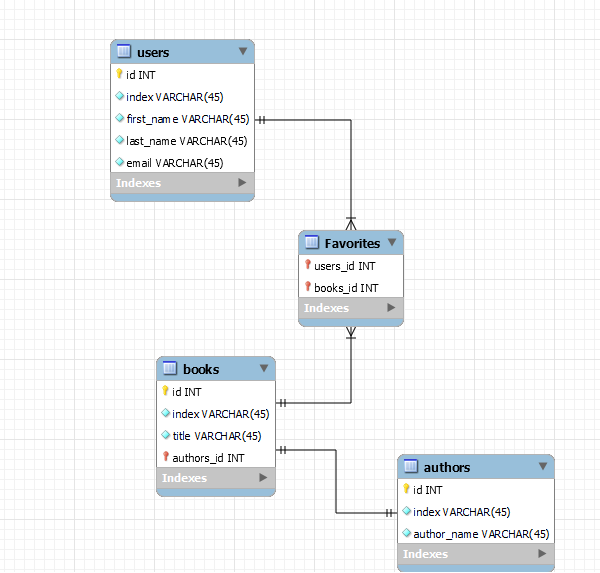 users
id INT
index VARCHAR(45)
first_name VARCHAR(45)
last_name VARCHAR(45)
email VARCHAR(45)
Indexes
Favorites
users_id INT
books_id INT
Indexes
books
id INT
index VARCHAR(45)
title VARCHAR(45)
authors_id INT
Indexes
authors
id INT
index VARCHAR(45)
author_name VARCHAR(45)
Indexes